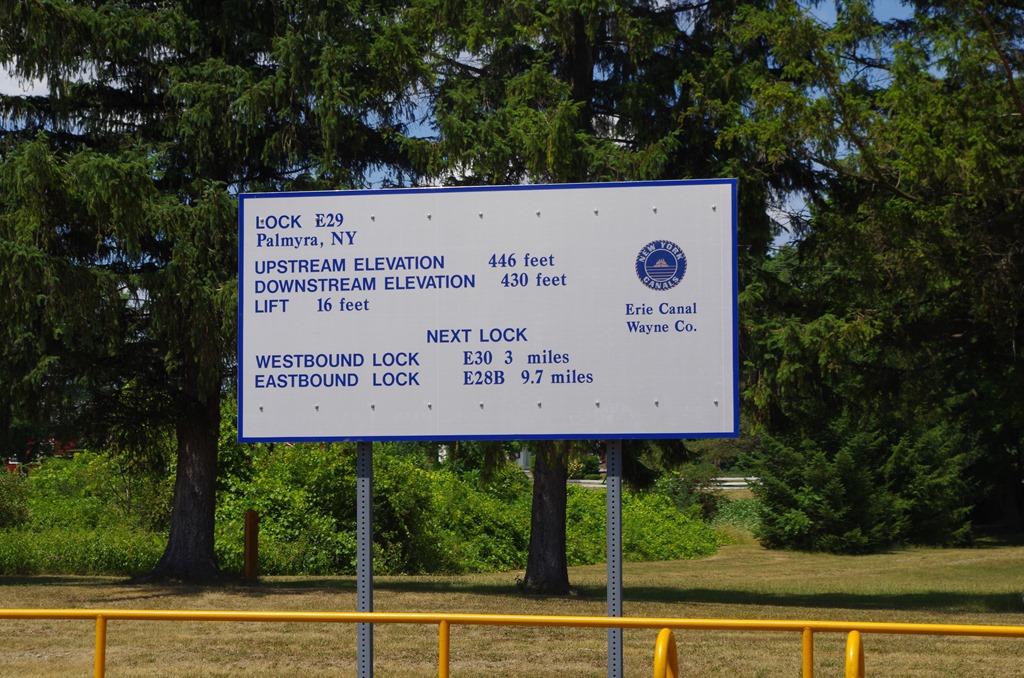 LOCK E29
Palmyra, NY
UPSTREAM ELEVATION 446 feet
DOWNSTREAM ELEVATION 430 feet
LIFT 16 feet
NEW YORK
CANALS
Erie Canal
Wayne Co.
NEXT LOCK
WESTBOUND LOCK E30 3 miles
EASTBOUND LOCK E28B 9.7 miles